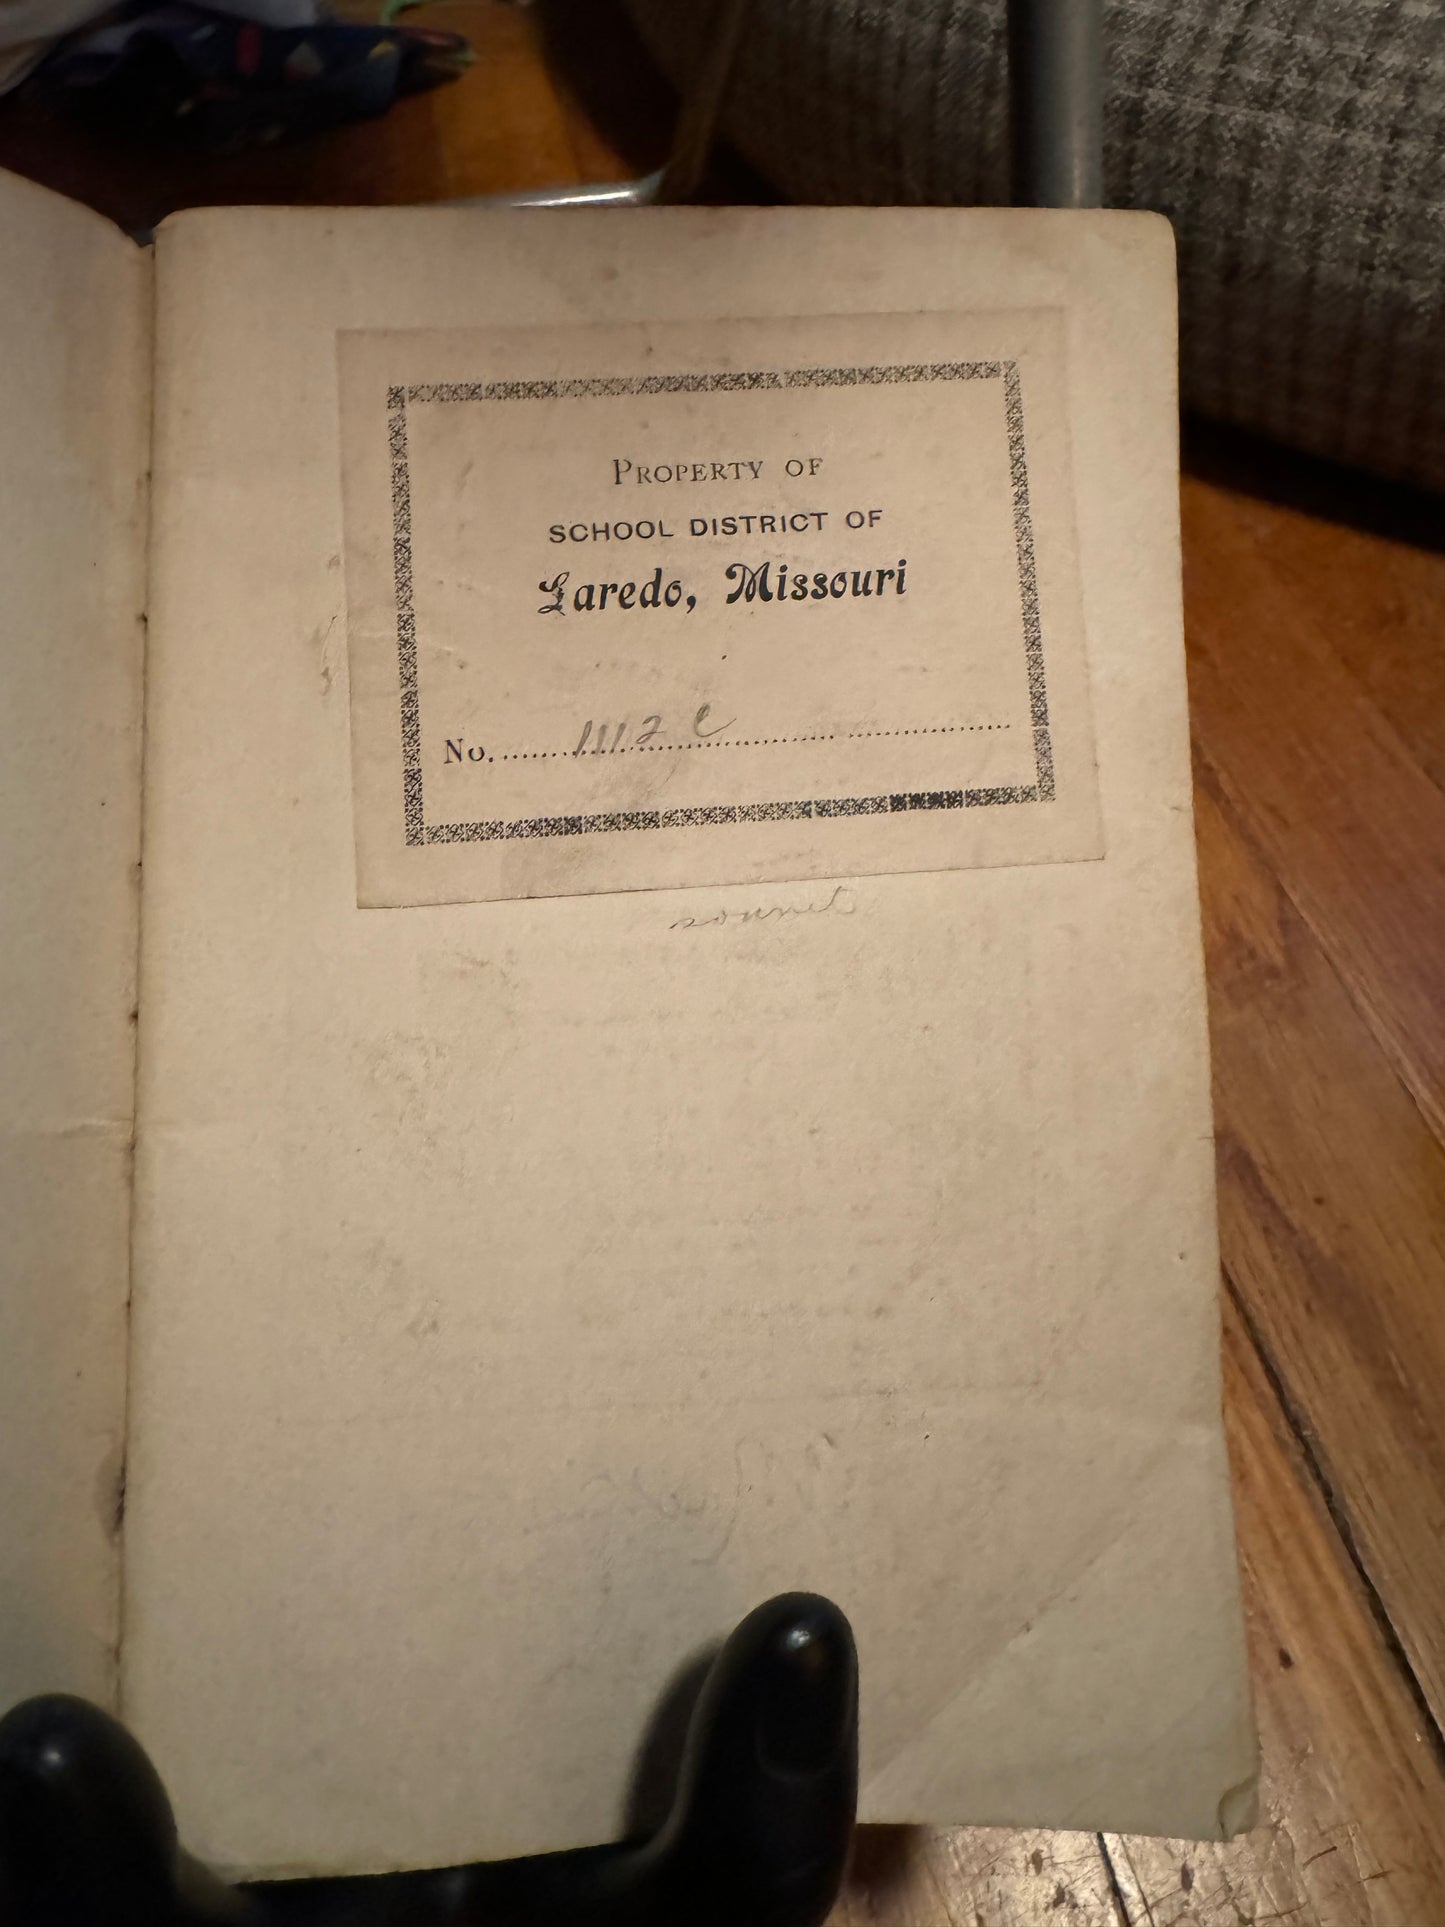 PROPERTY OF
SCHOOL DISTRICT OF
Laredo, Missouri
No. 1112 C